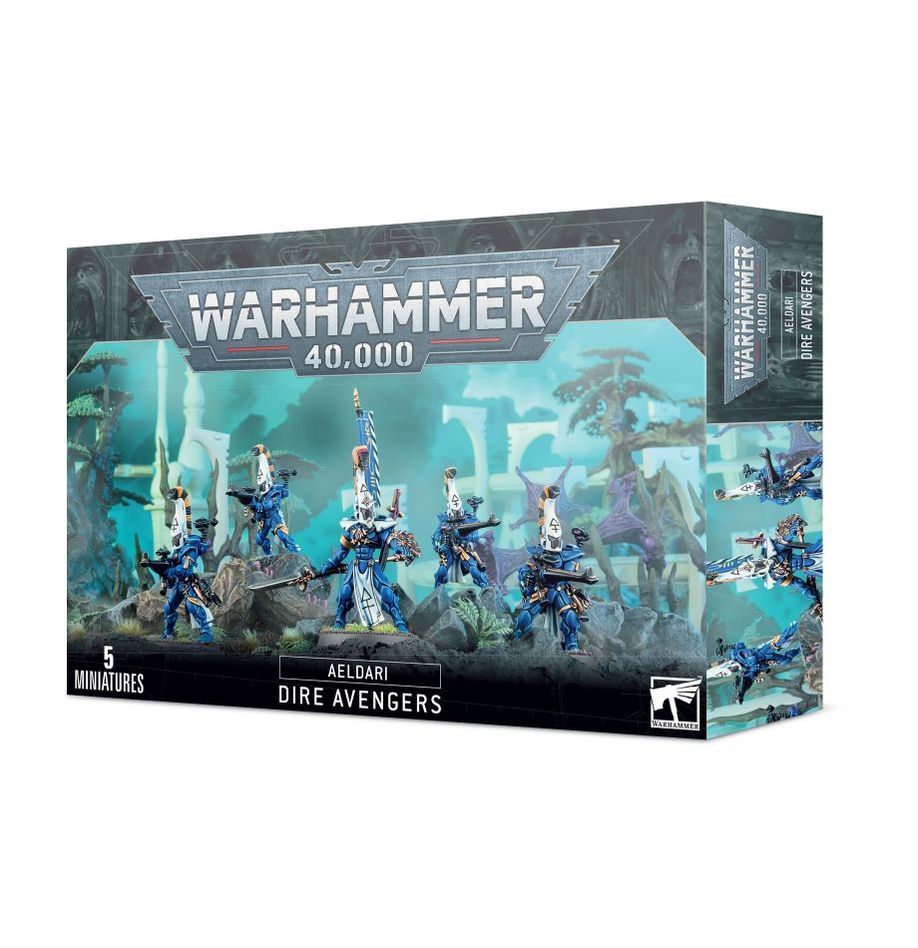 WARHAMMER
40,000
5
MINIATURES
AELDARI
DIRE AVENGERS
WARHAMMER
WARHAMMER
40,000
AELDARI
DIRE AVENGERS